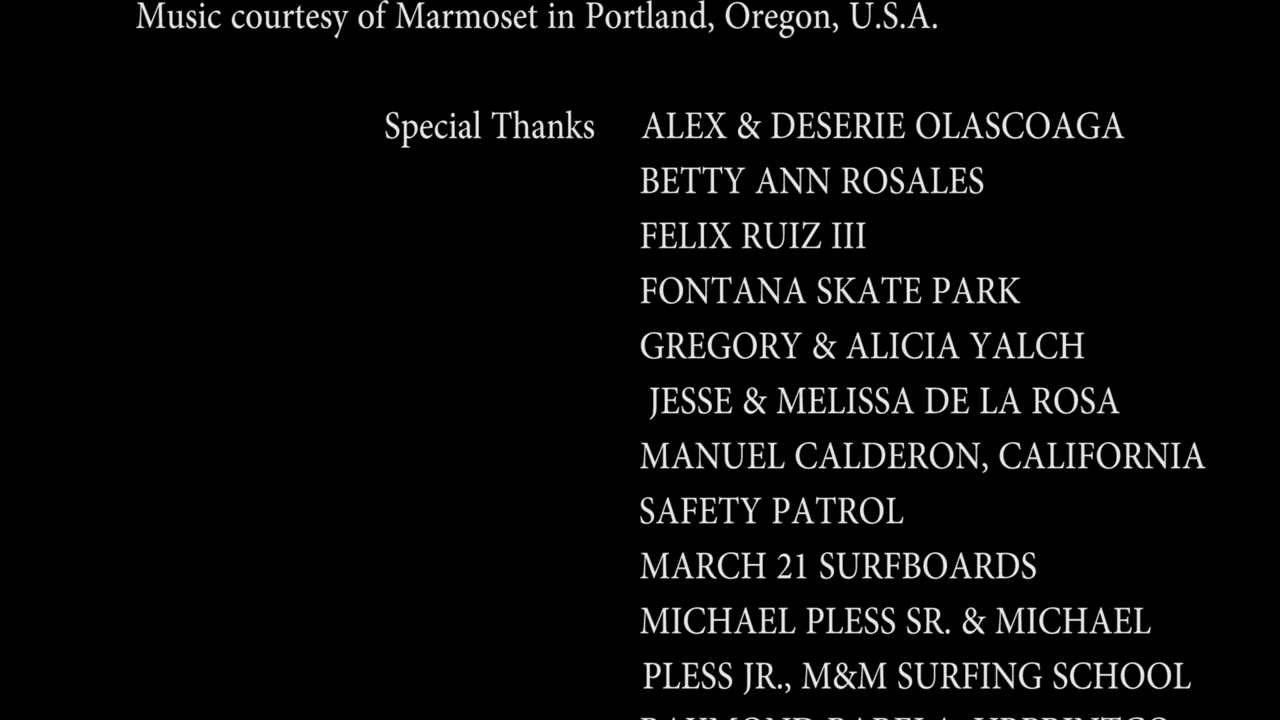 Music courtesy of Marmoset in Portland, Oregon, U.S.A.
Special Thanks ALEX & DESERIE OLASCOAGA
BETTY ANN ROSALES
FELIX RUIZ III
FONTANA SKATE PARK
GREGORY & ALICIA YALCH
JESSE & MELISSA DE LA ROSA
MANUEL CALDERON, CALIFORNIA
SAFETY PATROL
MARCH 21 SURFBOARDS
MICHAEL PLESS SR. & MICHAEL
PLESS JR., M&M SURFING SCHOOL